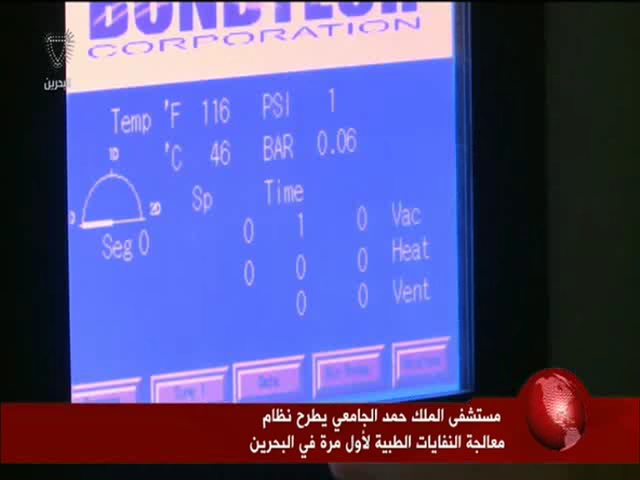 BONDTECH
CORPORATION
البحرين
Temp °F 116 PSI 1
°C 46 BAR 0.06
10
0 20
Seg 0
Sp Time
0 1 0 Vac
0 0 0 Heat
0 0 Vent
مستشفى الملك حمد الجامعي يطرح نظام
معالجة النفايات الطبية لأول مرة في البحرين